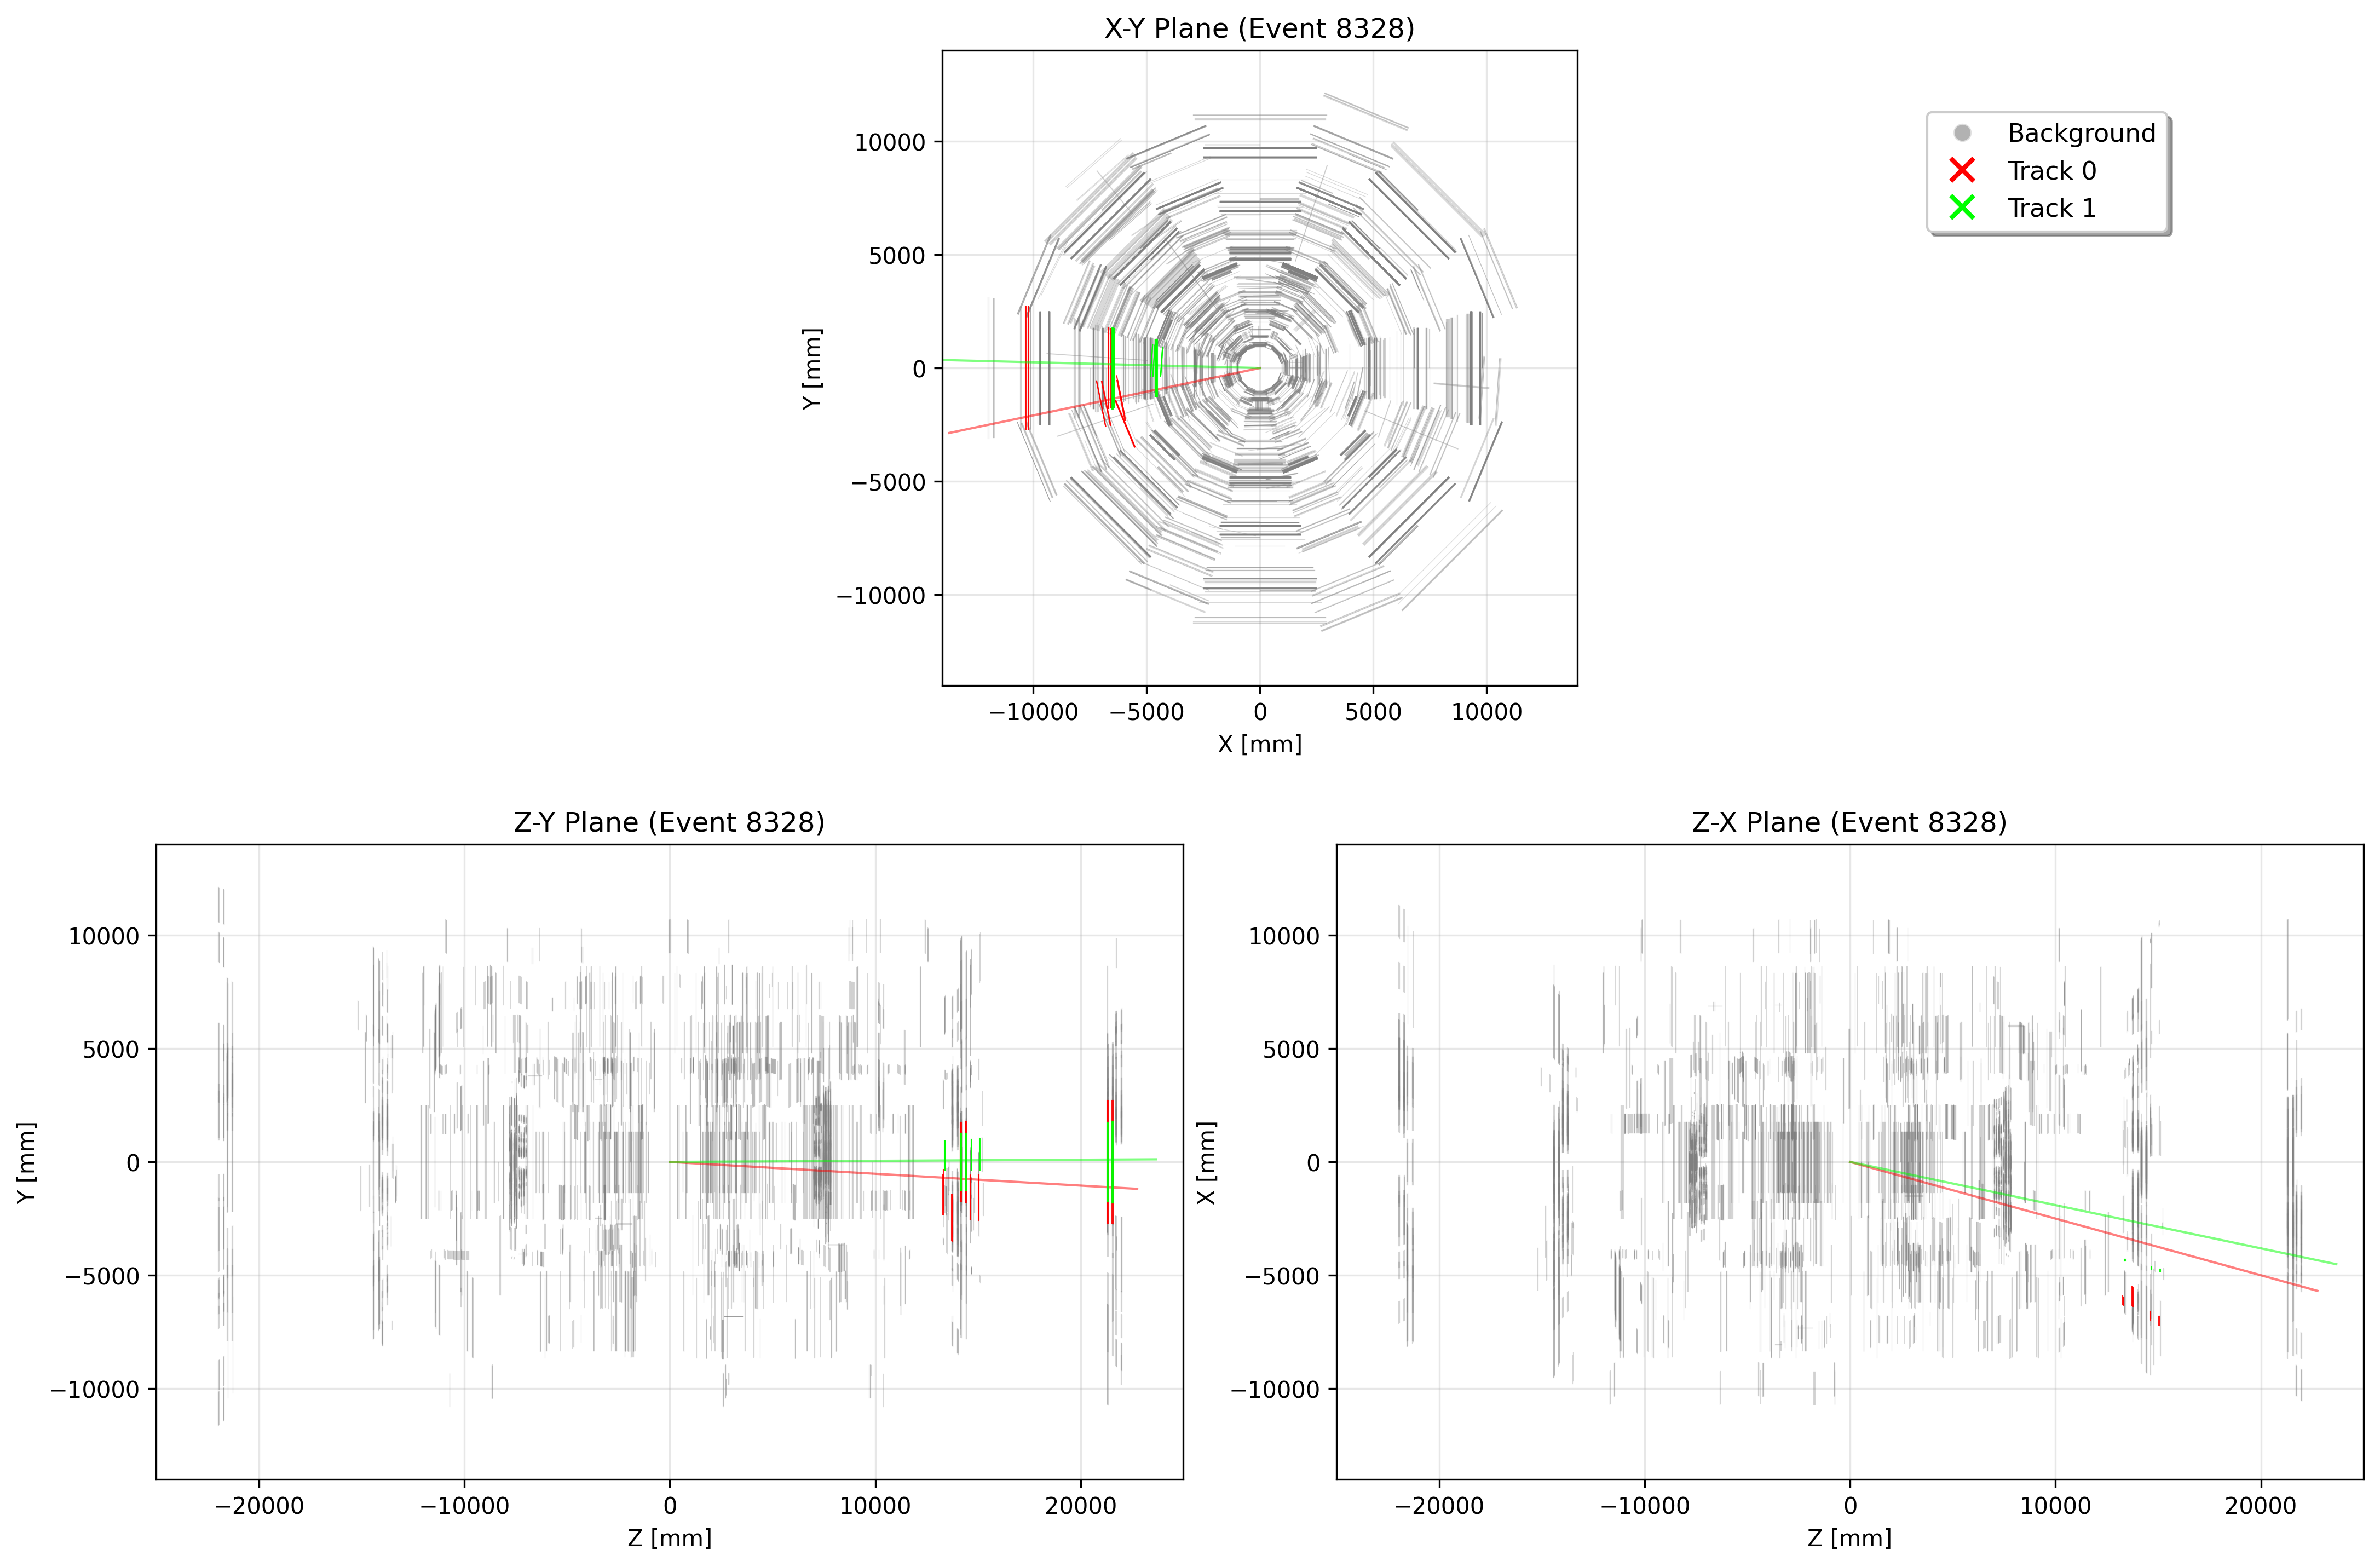 X-Y Plane (Event 8328)
10000
5000
0
−5000
−10000
Y [mm]
−10000 −5000 0 5000 10000
X [mm]
Background
Track 0
Track 1
Z-Y Plane (Event 8328)
10000
5000
0
−5000
−10000
Y [mm]
−20000 −10000 0 10000 20000
Z [mm]
Z-X Plane (Event 8328)
10000
5000
0
−5000
−10000
X [mm]
−20000 −10000 0 10000 20000
Z [mm]